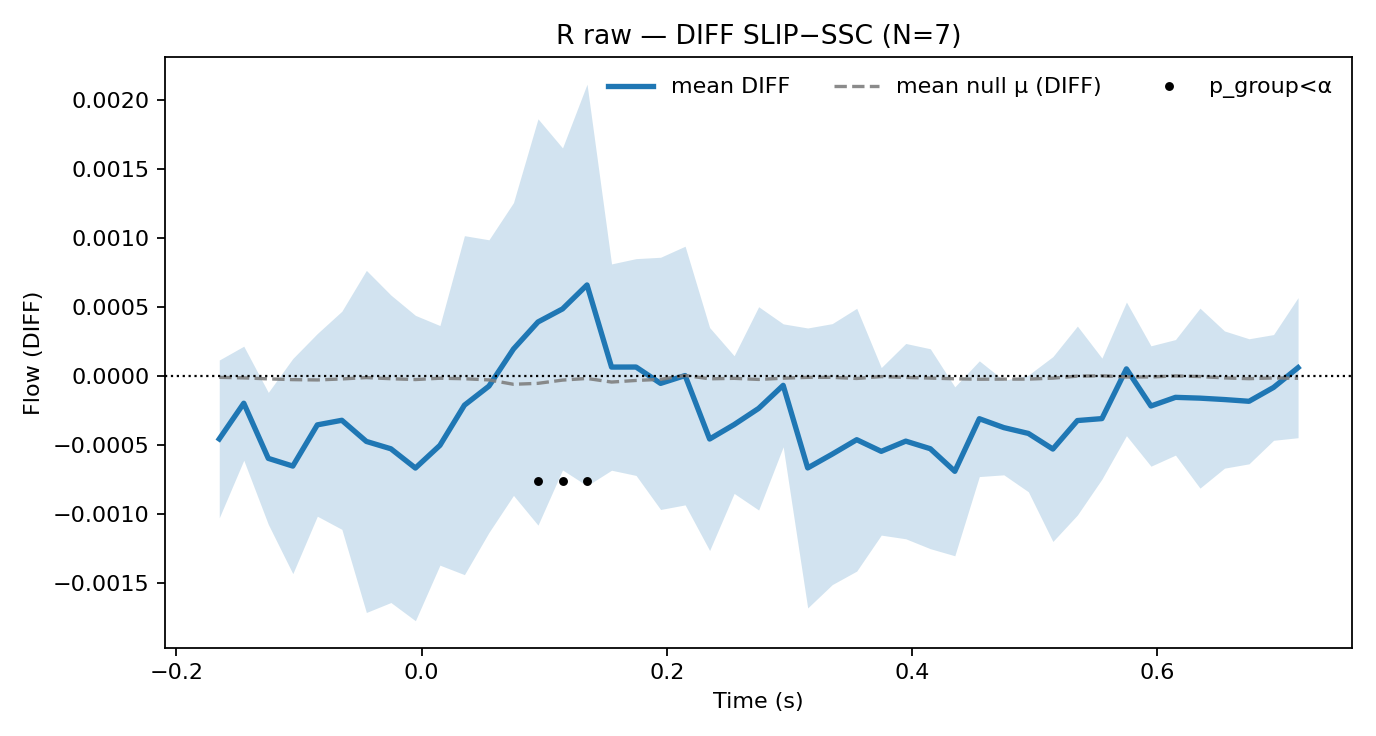 R raw — DIFF SLIP−SSC (N=7)
mean DIFF
mean null μ (DIFF)
p_group<α
0.0020
0.0015
0.0010
0.0005
0.0000
−0.0005
−0.0010
−0.0015
Flow (DIFF)
−0.2
0.0
0.2
0.4
0.6
Time (s)